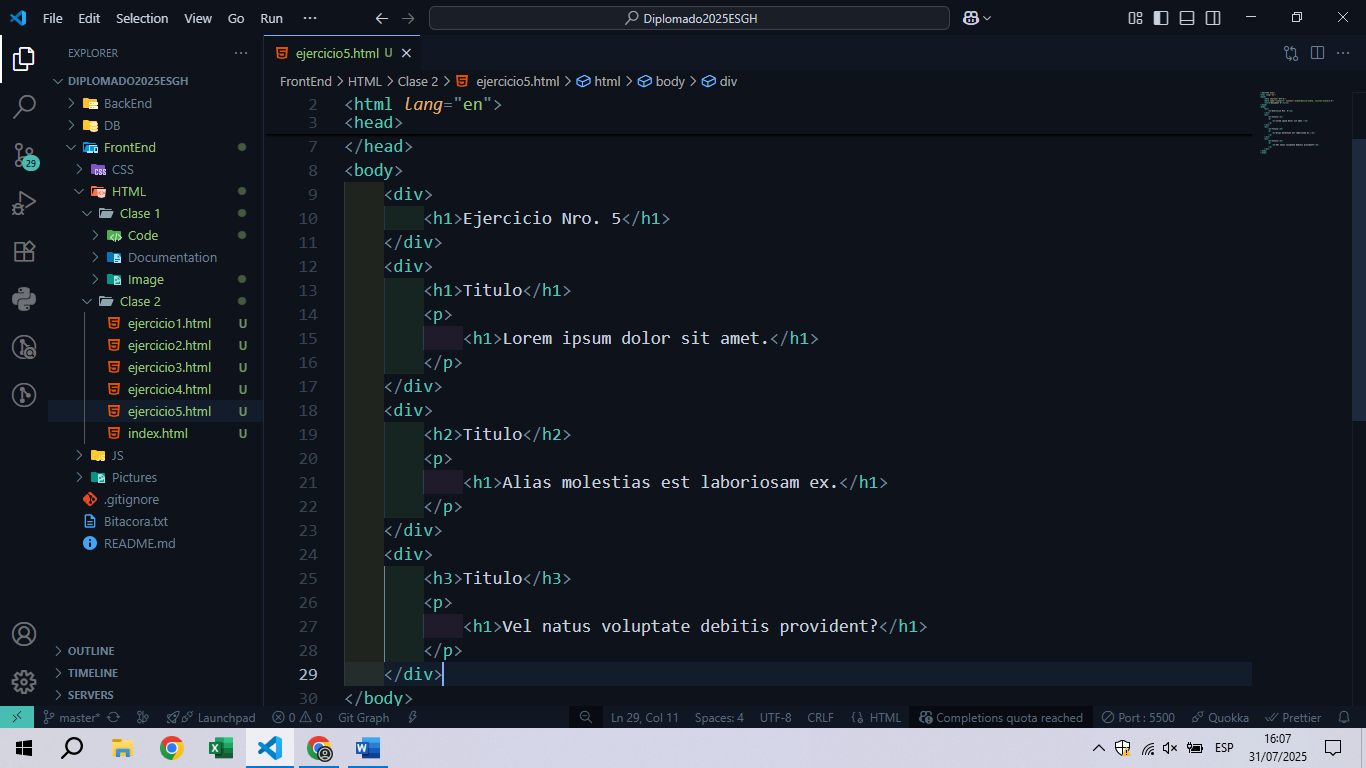 File Edit Selection View Go Run ··· Diplomado2025ESGH
EXPLORER ···
DIPLOMADO2025ESGH
BackEnd
DB
FrontEnd
CSS
HTML
Clase 1
Code
Documentation
Image
Clase 2
ejercicio1.html U
ejercicio2.html U
ejercicio3.html U
ejercicio4.html U
ejercicio5.html U
index.html U
JS
Pictures
.gitignore
Bitacora.txt
README.md
OUTLINE
TIMELINE
SERVERS
29
ejercicio5.html U
FrontEnd > HTML > Clase 2 > ejercicio5.html > html > body > div
2 <html lang="en">
3 <head>
7 </head>
8 <body>
9 <div>
10 <h1>Ejercicio Nro. 5</h1>
11 </div>
12 <div>
13 <h1>Titulo</h1>
14 <p>
15 <h1>Lorem ipsum dolor sit amet.</h1>
16 </p>
17 </div>
18 <div>
19 <h2>Titulo</h2>
20 <p>
21 <h1>Alias molestias est laboriosam ex.</h1>
22 </p>
23 </div>
24 <div>
25 <h3>Titulo</h3>
26 <p>
27 <h1>Vel natus voluptate debitis provident?</h1>
28 </p>
29 </div>
30 </body>
master* Launchpad 0 0 Git Graph Ln 29, Col 11 Spaces: 4 UTF-8 CRLF {} HTML Completions quota reached Port : 5500 Quokka Prettier
ESP
16:07
31/07/2025